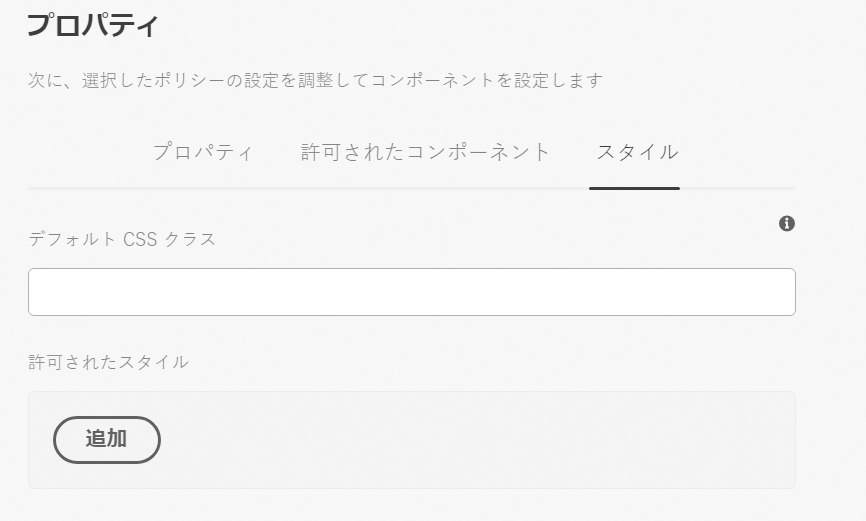 プロパティ
次に、選択したポリシーの設定を調整してコンポーネントを設定します
プロパティ 許可されたコンポーネント スタイル
デフォルト CSS クラス
許可されたスタイル
追加